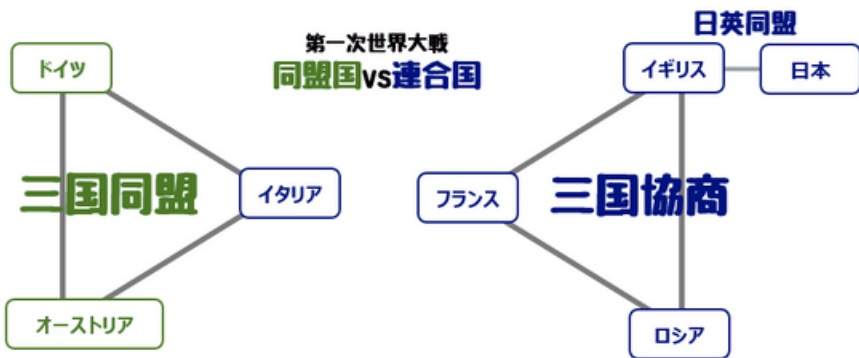 第一次世界大戦
同盟国vs連合国
日英同盟
ドイツ
イギリス
日本
三国同盟
イタリア
フランス
三国協商
オーストリア
ロシア